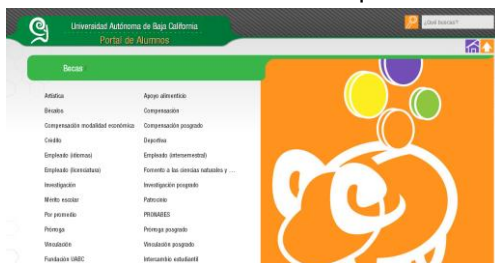 Universidad Autónoma de Baja California
Portal de Alumnos
¿Qué buscas?
Becas
Artística
Apoyo alimenticio
Bécalos
Compensación
Compensación modalidad económica
Compensación posgrado
Crédito
Deportiva
Empleado (idiomas)
Empleado (intersemestral)
Empleado (licenciatura)
Fomento a las ciencias naturales y ...
Investigación
Investigación posgrado
Mérito escolar
Patrocinio
Por promedio
PRONABES
Prórroga
Prórroga posgrado
Vinculación
Vinculación posgrado
Fundación UABC
Intercambio estudiantil